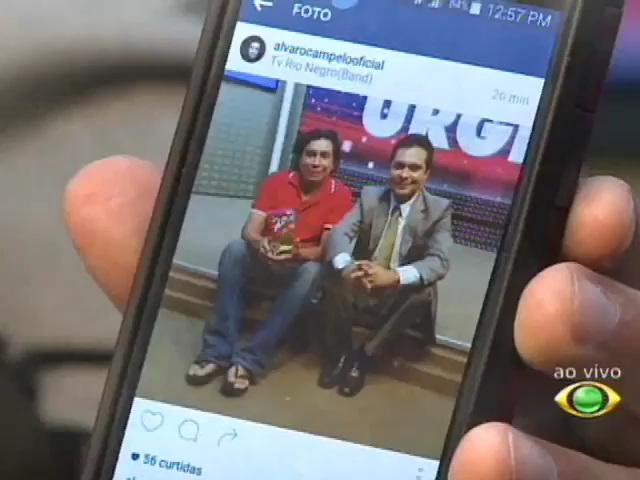 84% 12:57 PM
FOTO
alvarocampelooficial
Tv Rio Negro(Band)
26 min
URG
56 curtidas
ao vivo